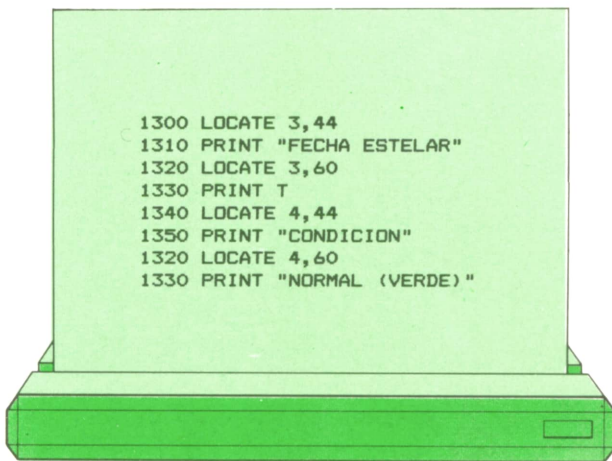 1300 LOCATE 3,44
1310 PRINT "FECHA ESTELAR"
1320 LOCATE 3,60
1330 PRINT T
1340 LOCATE 4,44
1350 PRINT "CONDICION"
1320 LOCATE 4,60
1330 PRINT "NORMAL (VERDE)"